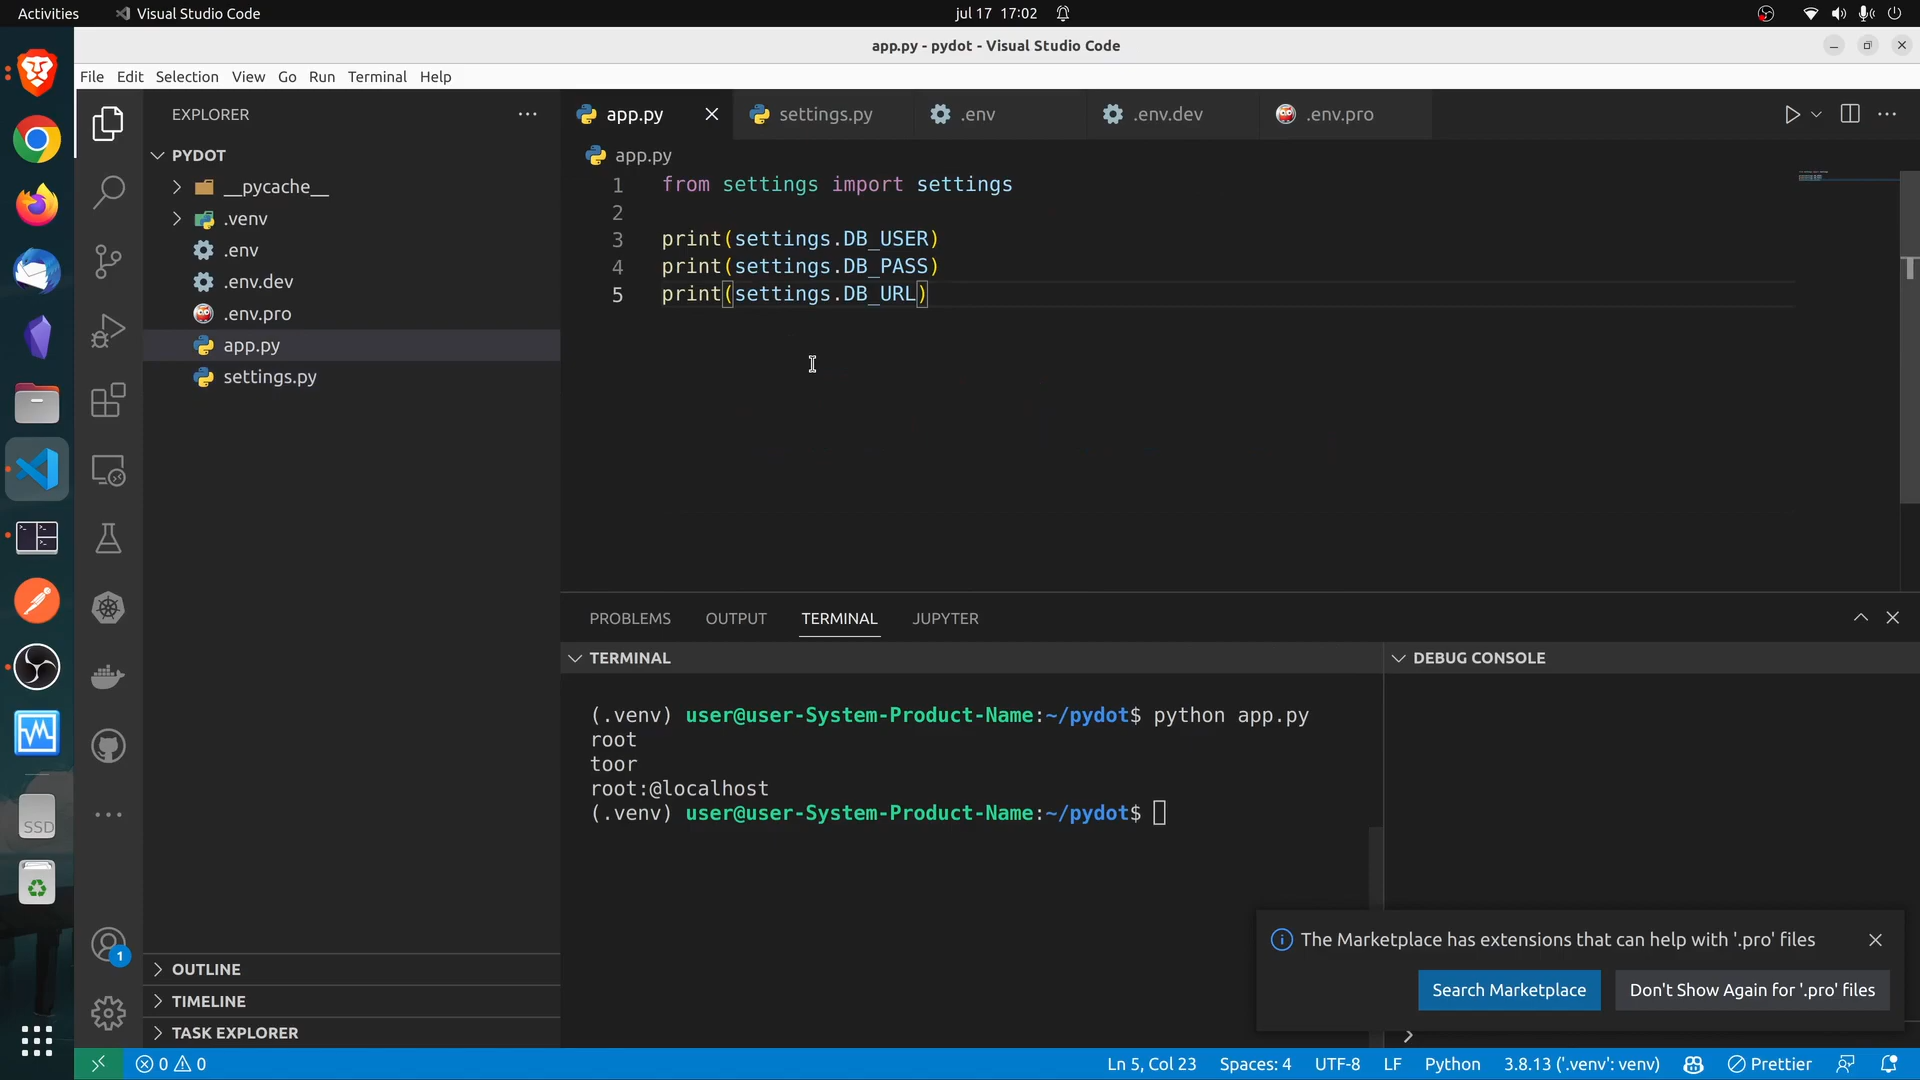 Activities
Visual Studio Code
jul 17 17:02
app.py - pydot - Visual Studio Code
File Edit Selection View Go Run Terminal Help
EXPLORER
PYDOT
__pycache__
.venv
.env
.env.dev
.env.pro
app.py
settings.py
OUTLINE
TIMELINE
TASK EXPLORER
SSD
1
app.py
settings.py
.env
.env.dev
.env.pro
app.py
1 from settings import settings
2
3 print(settings.DB_USER)
4 print(settings.DB_PASS)
5 print(settings.DB_URL)
PROBLEMS OUTPUT TERMINAL JUPYTER
TERMINAL
(.venv) user@user-System-Product-Name:~/pydot$ python app.py
root
toor
root:@localhost
(.venv) user@user-System-Product-Name:~/pydot$
DEBUG CONSOLE
The Marketplace has extensions that can help with '.pro' files
Search Marketplace
Don't Show Again for '.pro' files
0 0
Ln 5, Col 23
Spaces: 4
UTF-8
LF
Python
3.8.13 ('.venv': venv)
Prettier